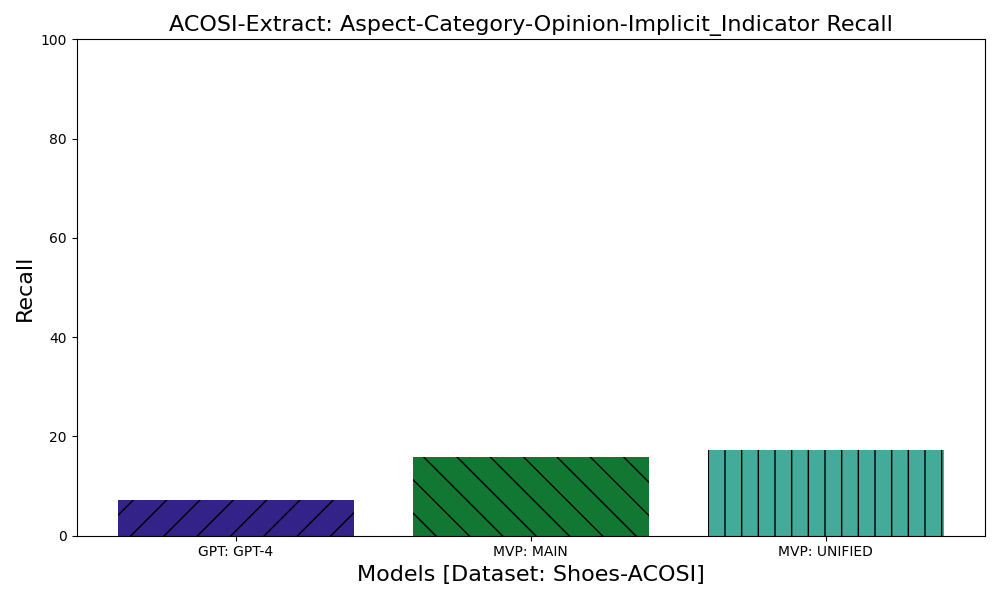 ACOSI-Extract: Aspect-Category-Opinion-Implicit_Indicator Recall
100
80
60
40
20
0
Recall
GPT: GPT-4
MVP: MAIN
MVP: UNIFIED
Models [Dataset: Shoes-ACOSI]